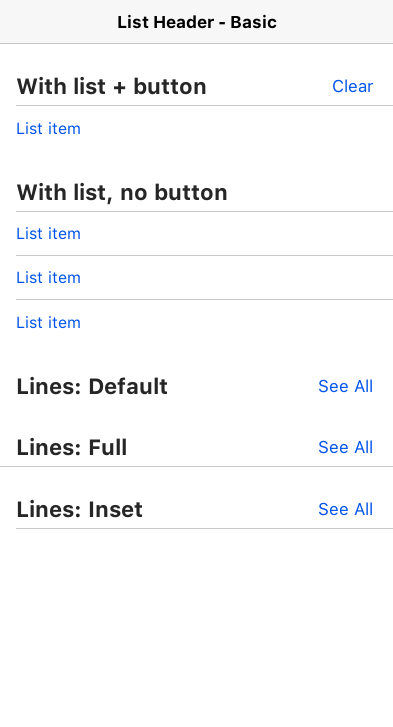 List Header - Basic
With list + button Clear
List item
With list, no button
List item
List item
List item
Lines: Default See All
Lines: Full See All
Lines: Inset See All